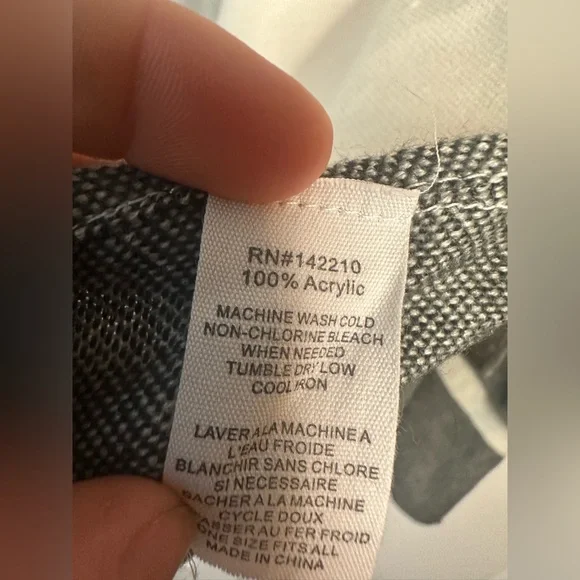 RN#142210
100% Acrylic
MACHINE WASH COLD
NON-CHLORINE BLEACH
WHEN NEEDED
TUMBLE DRY LOW
COOL IRON
LAVER A LA MACHINE A
L'EAU FROIDE
BLANCHIR SANS CHLORE
SI NECESSAIRE
SACHER A LA MACHINE
CYCLE DOUX
ASSER AU FER FROID
ONE SIZE FITS ALL
MADE IN CHINA